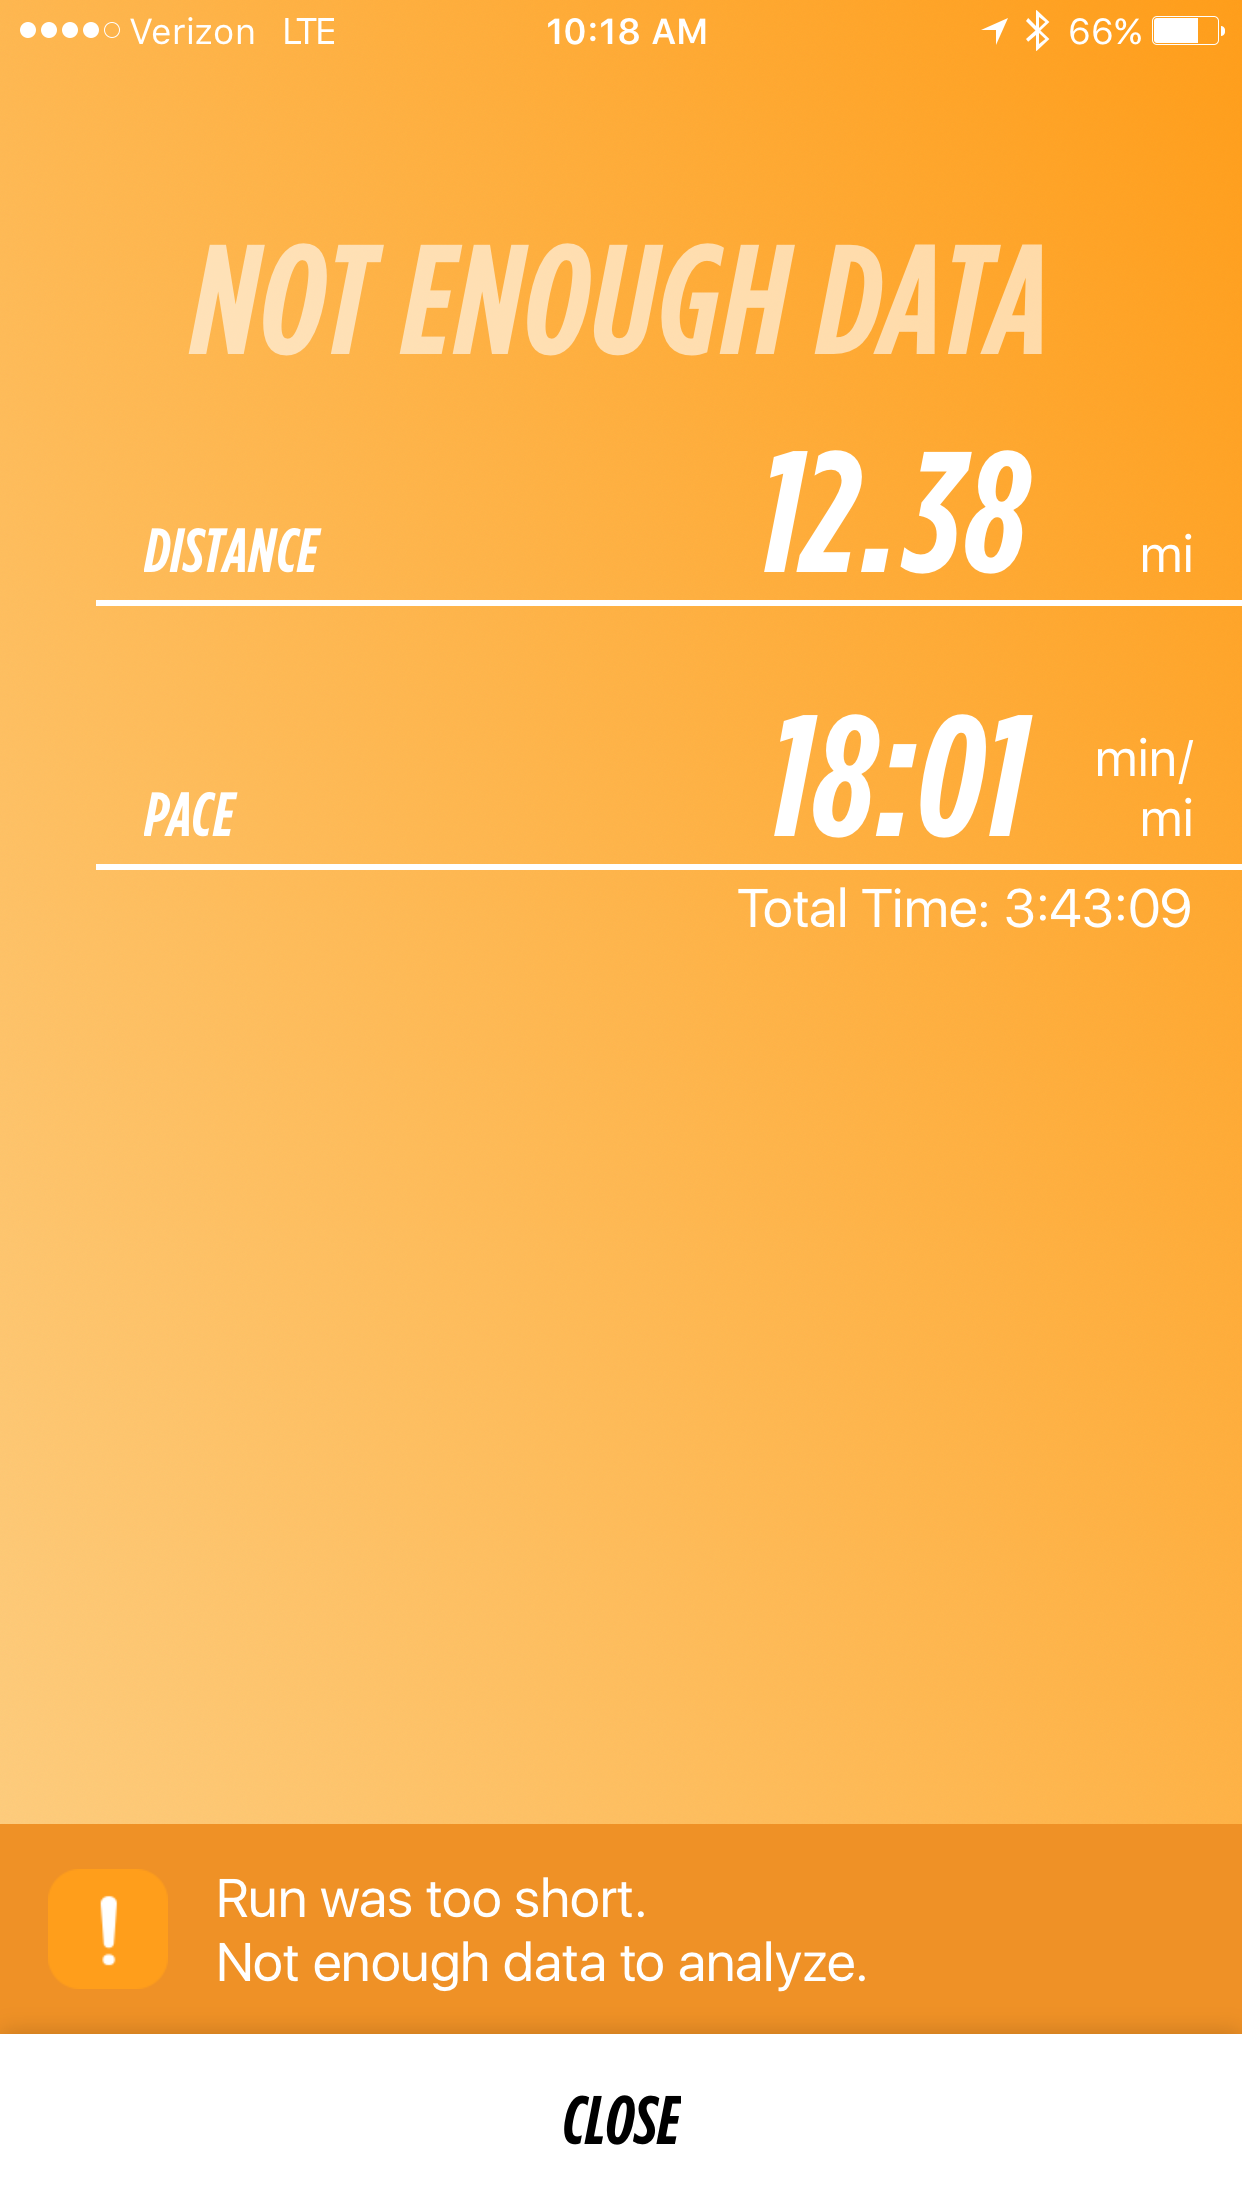 Verizon LTE 10:18 AM 66%
NOT ENOUGH DATA
DISTANCE 12.38 mi
PACE 18:01 min/
mi
Total Time: 3:43:09
Run was too short.
Not enough data to analyze.
CLOSE